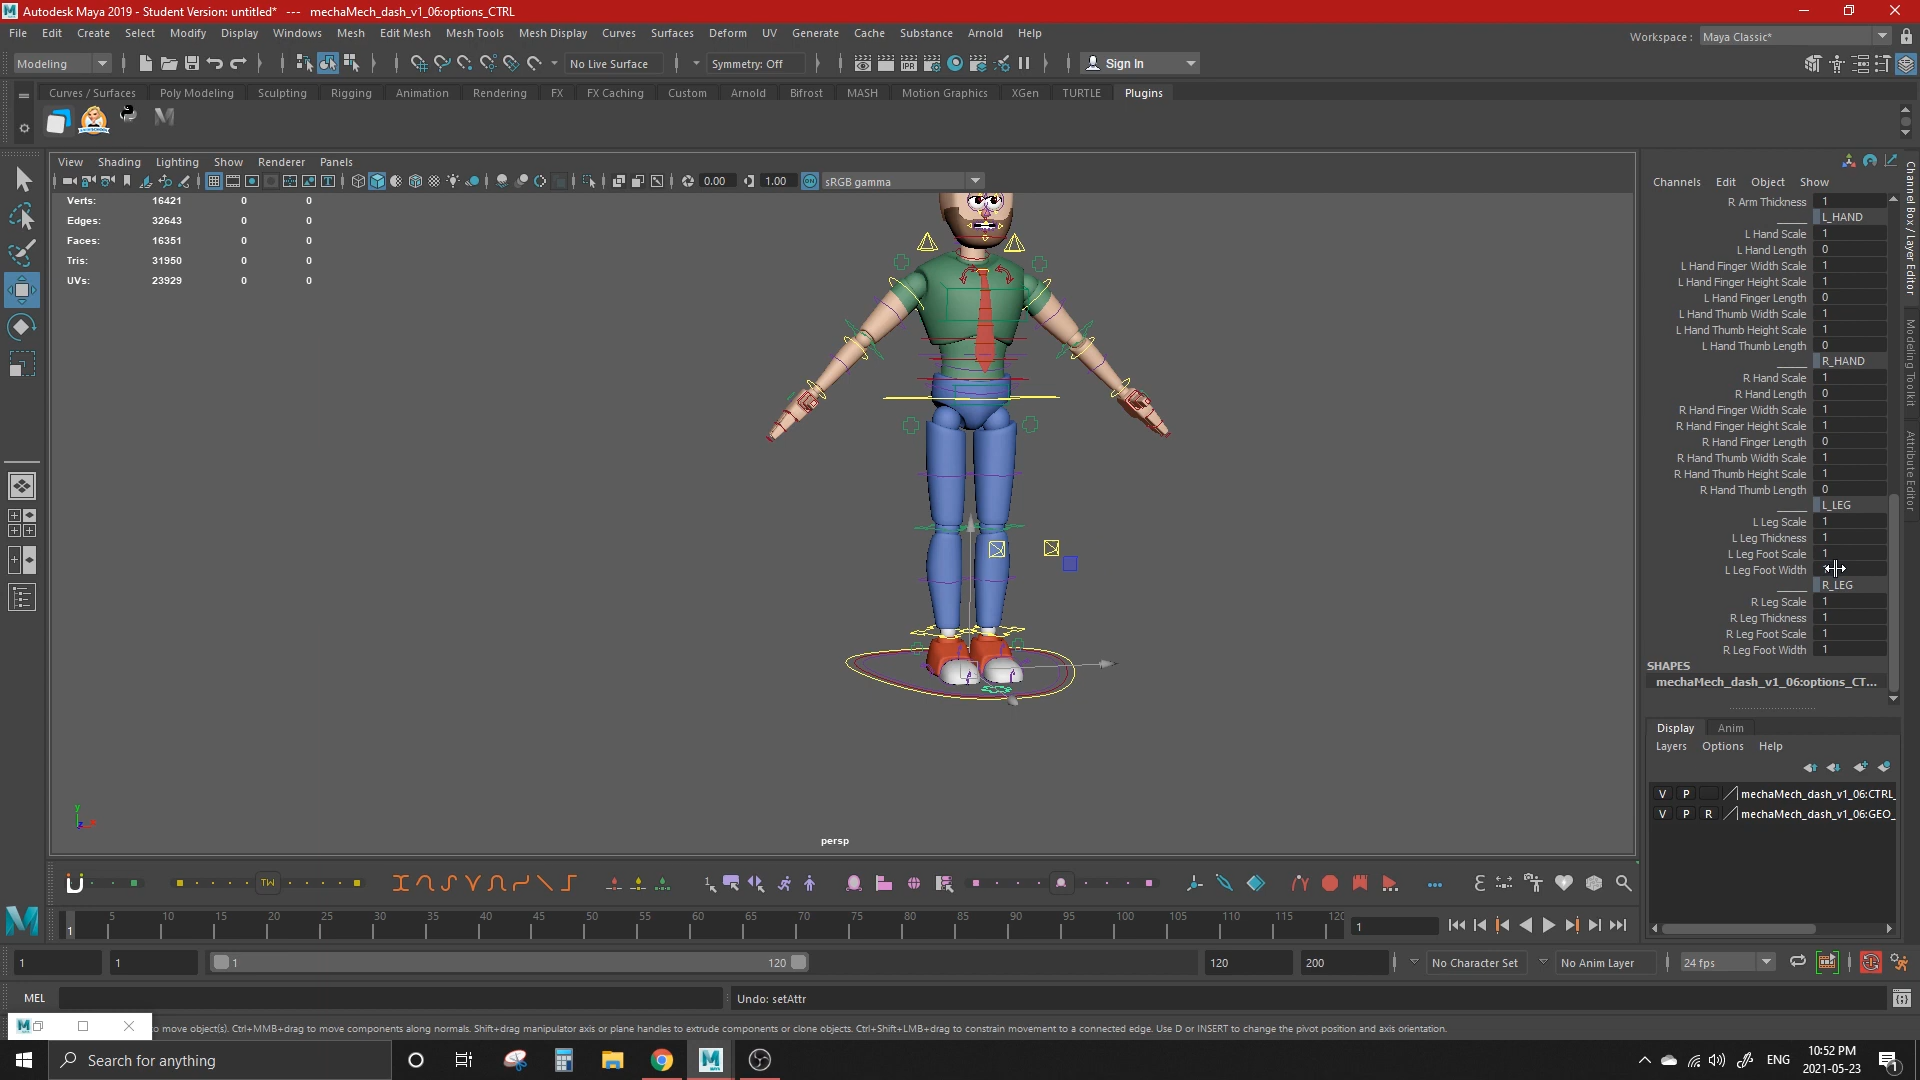 Autodesk Maya 2019 - Student Version: untitled* --- mechaMech_dash_v1_06:options_CTRL
File Edit Create Select Modify Display Windows Mesh Edit Mesh Mesh Tools Mesh Display Curves Surfaces Deform UV Generate Cache Substance Arnold Help
Workspace : Maya Classic*
Modeling No Live Surface Symmetry: Off Sign In
Curves / Surfaces Poly Modeling Sculpting Rigging Animation Rendering FX FX Caching Custom Arnold Bifrost MASH Motion Graphics XGen TURTLE Plugins
View Shading Lighting Show Renderer Panels
0.00 1.00 ON sRGB gamma
Verts: 16421 0 0
Edges: 32643 0 0
Faces: 16351 0 0
Tris: 31950 0 0
UVs: 23929 0 0
persp
Channels Edit Object Show
R Arm Thickness 1
L_HAND
L Hand Scale 1
L Hand Length 0
L Hand Finger Width Scale 1
L Hand Finger Height Scale 1
L Hand Finger Length 0
L Hand Thumb Width Scale 1
L Hand Thumb Height Scale 1
L Hand Thumb Length 0
R_HAND
R Hand Scale 1
R Hand Length 0
R Hand Finger Width Scale 1
R Hand Finger Height Scale 1
R Hand Finger Length 0
R Hand Thumb Width Scale 1
R Hand Thumb Height Scale 1
R Hand Thumb Length 0
L_LEG
L Leg Scale 1
L Leg Thickness 1
L Leg Foot Scale 1
L Leg Foot Width
R_LEG
R Leg Scale 1
R Leg Thickness 1
R Leg Foot Scale 1
R Leg Foot Width 1
SHAPES
mechaMech_dash_v1_06:options_CT...
Channel Box / Layer Editor
Modeling Toolkit
Attribute Editor
Display Anim
Layers Options Help
V P mechaMech_dash_v1_06:CTRL_
V P R mechaMech_dash_v1_06:GEO_
TW
1 5 10 15 20 25 30 35 40 45 50 55 60 65 70 75 80 85 90 95 100 105 110 115 120
1
1 1 1 120 120 200 No Character Set No Anim Layer 24 fps
MEL Undo: setAttr
to move object(s). Ctrl+MMB+drag to move components along normals. Shift+drag manipulator axis or plane handles to extrude components or clone objects. Ctrl+Shift+LMB+drag to constrain movement to a connected edge. Use D or INSERT to change the pivot position and axis orientation.
Search for anything
ENG
10:52 PM
2021-05-23
1